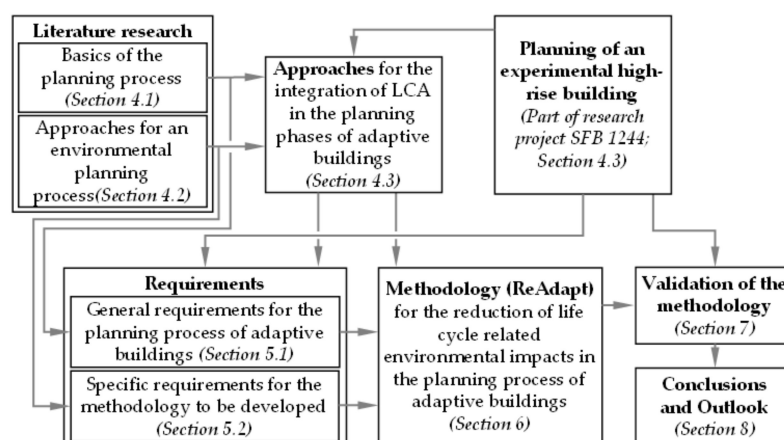 Literature research
Basics of the
planning process
(Section 4.1)
Approaches for an
environmental
planning
process(Section 4.2)
Approaches for the
integration of LCA
in the planning
phases of adaptive
buildings
(Section 4.3)
Planning of an
experimental high-
rise building
(Part of research
project SFB 1244;
Section 4.3)
Requirements
General requirements for the
planning process of adaptive
buildings (Section 5.1)
Specific requirements for the
methodology to be developed
(Section 5.2)
Methodology (ReAdapt)
for the reduction of life
cycle related
environmental impacts in
the planning process of
adaptive buildings
(Section 6)
Validation of the
methodology
(Section 7)
Conclusions
and Outlook
(Section 8)